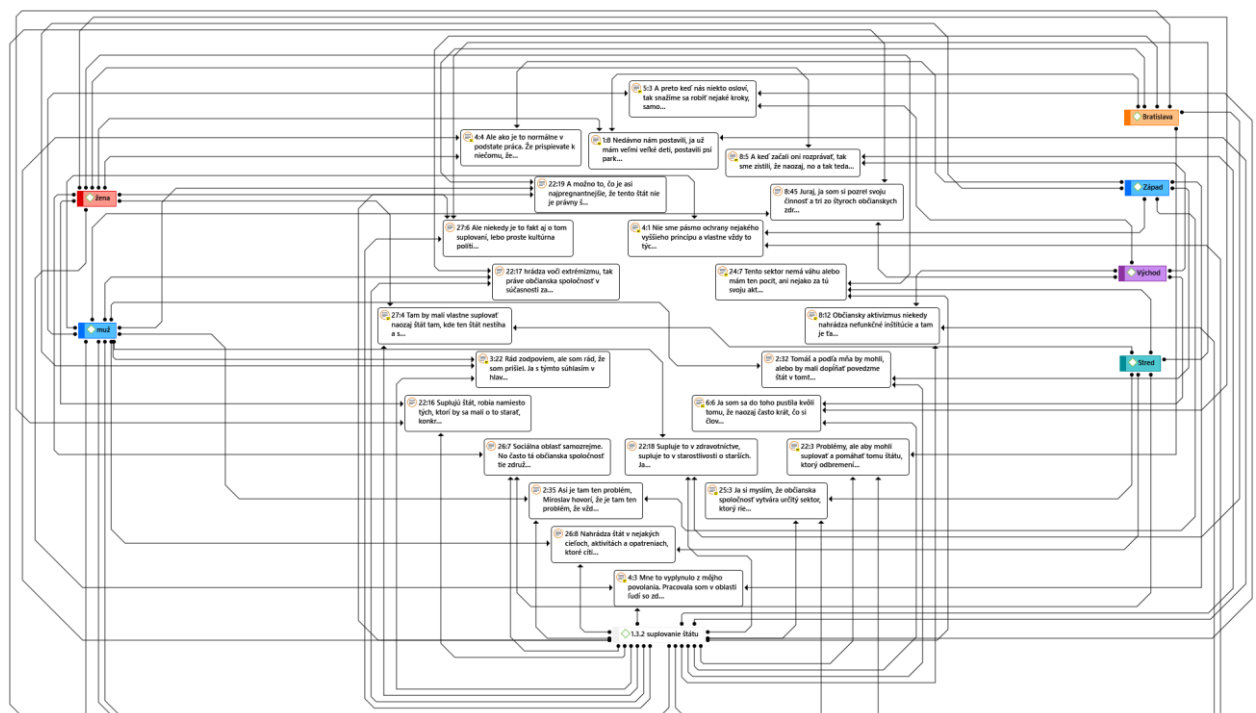 5:3 A preto keď nás niekto osloví,
tak snažíme sa robiť nejaké kroky,
samo...
Bratislava
4:4 Ale ako je to normálne v
podstate práca. Že prispievate k
niečomu, že...
1:8 Nedávno nám postavili, ja už
mám veľmi veľké deti, postavili psí
park...
8:5 A keď začali oni rozprávať, tak
sme zistili, že naozaj, no a tak teda...
22:19 A možno to, čo je asi
najpregnantnejšie, že tento štát nie
je právny š...
8:45 Juraj, ja som si pozrel svoju
činnosť a tri zo štyroch občianskych
zdr...
Západ
žena
27:6 Ale niekedy je to fakt aj o tom
suplovaní, lebo proste kultúrna
politi...
4:1 Nie sme pásmo ochrany nejakého
vyššieho princípu a vlastne vždy to
týc...
22:17 hrádza voči extrémizmu, tak
práve občianska spoločnosť v
súčasnosti za...
24:7 Tento sektor nemá váhu alebo
mám ten pocit, ani nejako za tú
svoju akt...
Východ
27:4 Tam by mali vlastne suplovať
naozaj štát tam, kde ten štát nestíha
a s...
8:12 Občiansky aktivizmus niekedy
nahrádza nefunkčné inštitúcie a tam
je ťa...
muž
3:22 Rád zodpoviem, ale som rád, že
som prišiel. Ja s týmto súhlasím v
hlav...
2:32 Tomáš a podľa mňa by mohli,
alebo by mali dopĺňať povedzme
štát v tomt...
Stred
22:16 Suplujú štát, robia namiesto
tých, ktorí by sa mali o to starať,
konkr...
6:6 Ja som sa do toho pustila kvôli
tomu, že naozaj často krát, čo si
člov...
26:7 Sociálna oblasť samozrejme.
No často tá občianska spoločnosť
tie združ...
22:18 Supluje to v zdravotníctve,
supluje to v starostlivosti o starších.
Ja...
22:3 Problémy, ale aby mohli
suplovať a pomáhať tomu štátu,
ktorý odbremení...
2:35 Asi je tam ten problém,
Miroslav hovorí, že je tam ten
problém, že vžd...
25:3 Ja si myslím, že občianska
spoločnosť vytvára určitý sektor,
ktorý rie...
26:8 Nahrádza štát v nejakých
cieľoch, aktivitách a opatreniach,
ktoré cíti...
4:3 Mne to vyplynulo z môjho
povolania. Pracovala som v oblasti
ľudí so zd...
1.3.2 suplovanie štátu